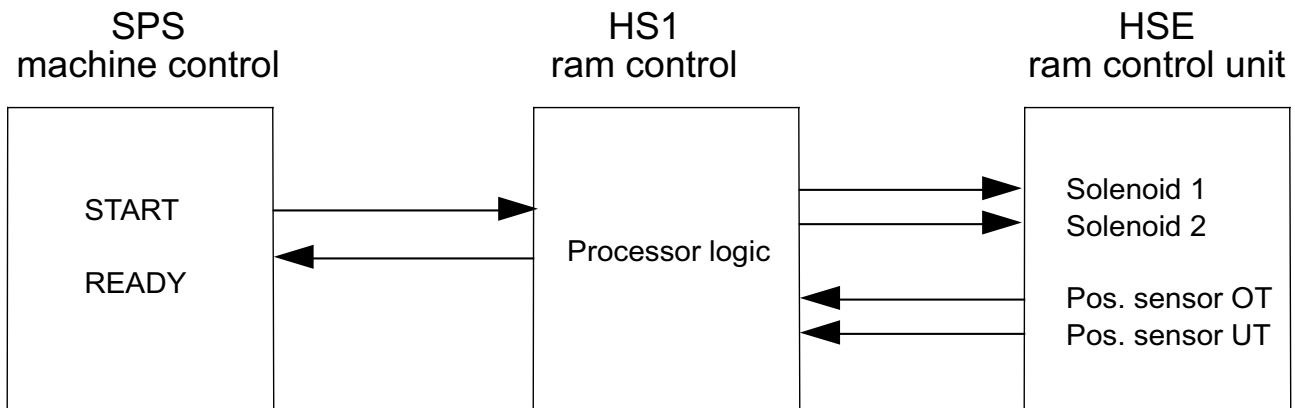 SPS
machine control
HS1
ram control
HSE
ram control unit
START
READY
Processor logic
Solenoid 1
Solenoid 2
Pos. sensor OT
Pos. sensor UT